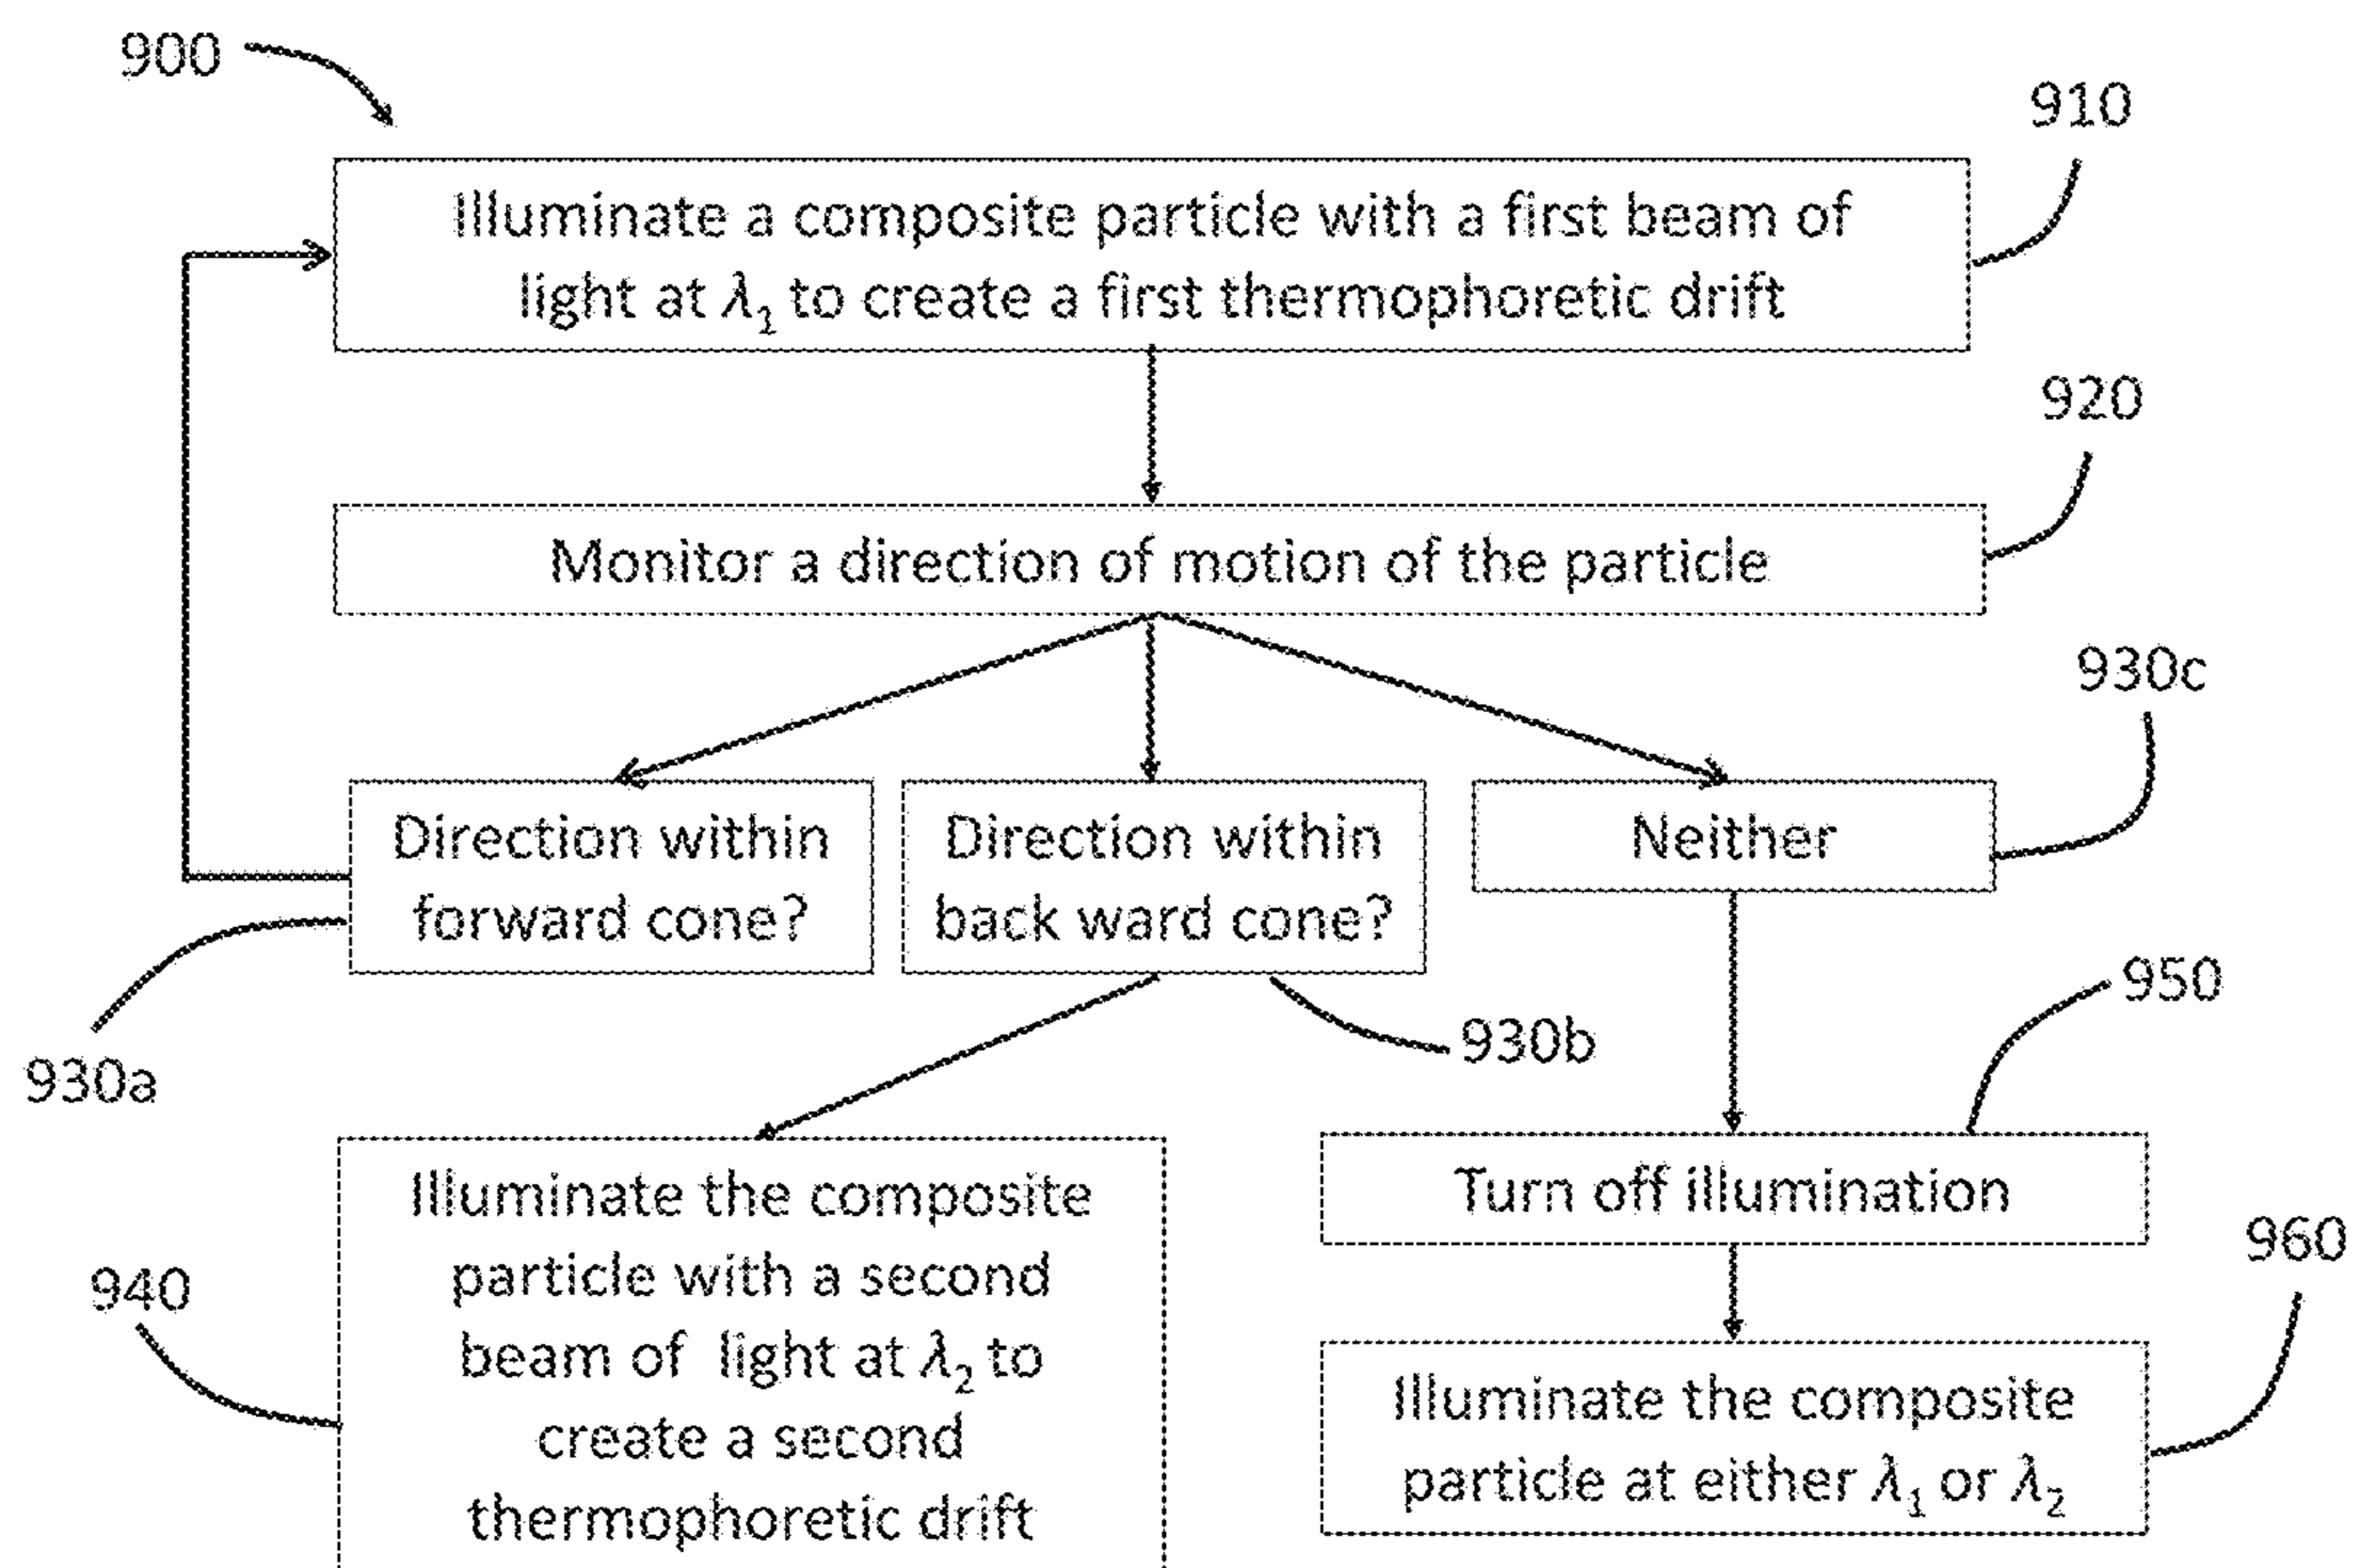 900
910
Illuminate a composite particle with a first beam of
light at λ₁ to create a first thermophoretic drift
920
Monitor a direction of motion of the particle
930c
Direction within
forward cone?
Direction within
back ward cone?
Neither
930a
930b
950
940
Illuminate the composite
particle with a second
beam of light at λ₂ to
create a second
thermophoretic drift
Turn off illumination
960
Illuminate the composite
particle at either λ₁ or λ₂